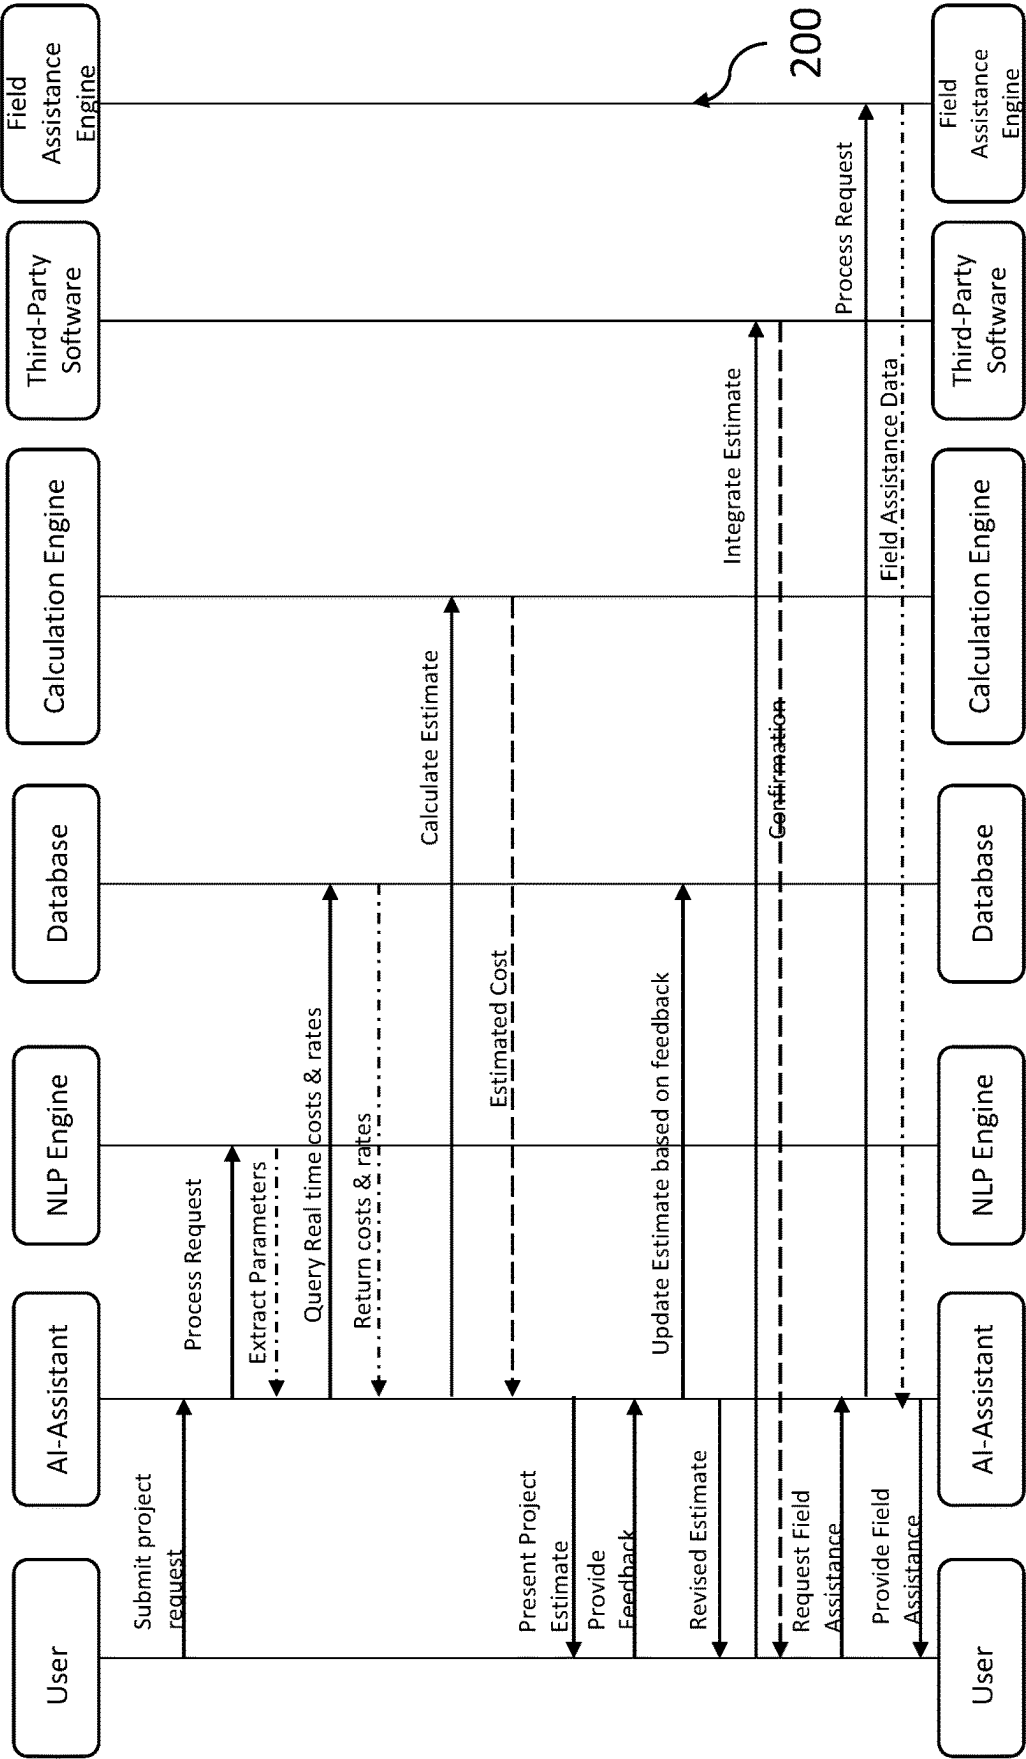 User
AI-Assistant
NLP Engine
Database
Calculation Engine
Third-Party
Software
Field
Assistance
Engine
Submit project
request
Process Request
Extract Parameters
Query Real time costs & rates
Return costs & rates
Calculate Estimate
Estimated Cost
Present Project
Estimate
Provide
Feedback
Update Estimate based on feedback
Revised Estimate
Integrate Estimate
Confirmation
Request Field
Assistance
Process Request
Field Assistance Data
Provide Field
Assistance
200
User
AI-Assistant
NLP Engine
Database
Calculation Engine
Third-Party
Software
Field
Assistance
Engine